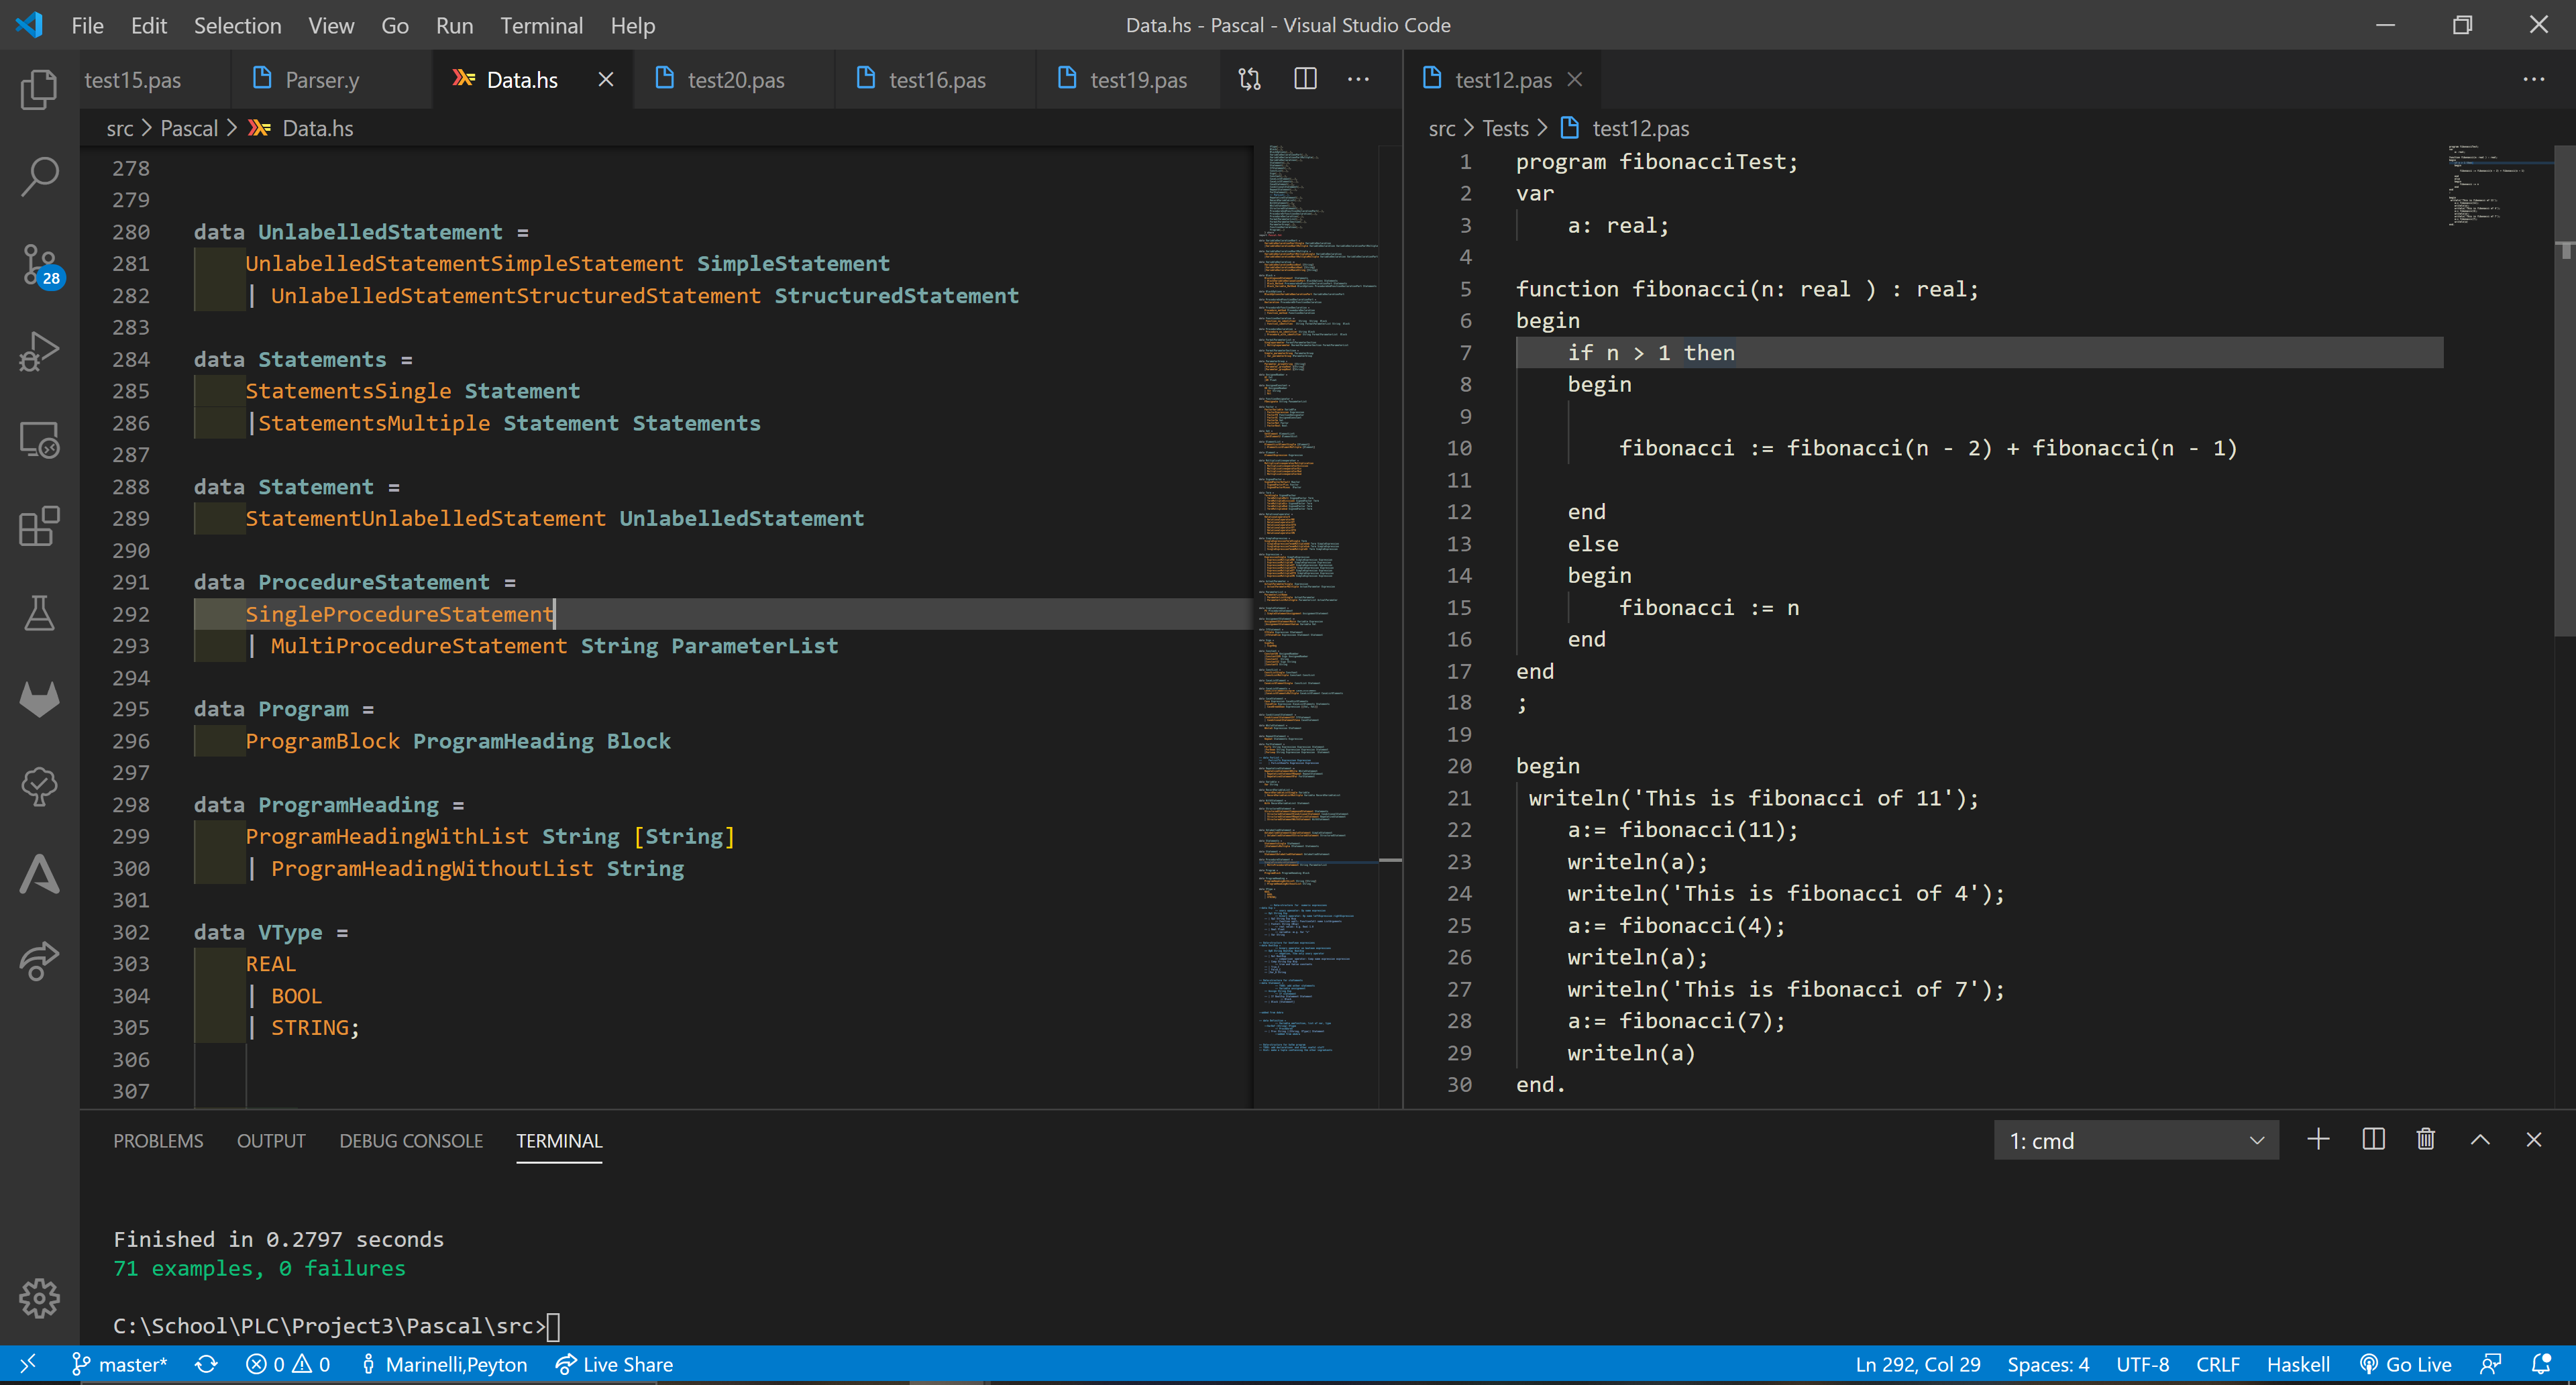 File Edit Selection View Go Run Terminal Help
Data.hs - Pascal - Visual Studio Code
test15.pas Parser.y Data.hs test20.pas test16.pas test19.pas
src > Pascal > Data.hs
278
279
280 data UnlabelledStatement =
281 UnlabelledStatementSimpleStatement SimpleStatement
282 | UnlabelledStatementStructuredStatement StructuredStatement
283
284 data Statements =
285 StatementsSingle Statement
286 |StatementsMultiple Statement Statements
287
288 data Statement =
289 StatementUnlabelledStatement UnlabelledStatement
290
291 data ProcedureStatement =
292 SingleProcedureStatement
293 | MultiProcedureStatement String ParameterList
294
295 data Program =
296 ProgramBlock ProgramHeading Block
297
298 data ProgramHeading =
299 ProgramHeadingWithList String [String]
300 | ProgramHeadingWithoutList String
301
302 data VType =
303 REAL
304 | BOOL
305 | STRING;
306
307
test12.pas
src > Tests > test12.pas
1 program fibonacciTest;
2 var
3 a: real;
4
5 function fibonacci(n: real ) : real;
6 begin
7 if n > 1 then
8 begin
9
10 fibonacci := fibonacci(n - 2) + fibonacci(n - 1)
11
12 end
13 else
14 begin
15 fibonacci := n
16 end
17 end
18 ;
19
20 begin
21 writeln('This is fibonacci of 11');
22 a:= fibonacci(11);
23 writeln(a);
24 writeln('This is fibonacci of 4');
25 a:= fibonacci(4);
26 writeln(a);
27 writeln('This is fibonacci of 7');
28 a:= fibonacci(7);
29 writeln(a)
30 end.
28
PROBLEMS OUTPUT DEBUG CONSOLE TERMINAL
1: cmd
Finished in 0.2797 seconds
71 examples, 0 failures
C:\School\PLC\Project3\Pascal\src>
master* 0 0 Marinelli,Peyton Live Share
Ln 292, Col 29 Spaces: 4 UTF-8 CRLF Haskell Go Live